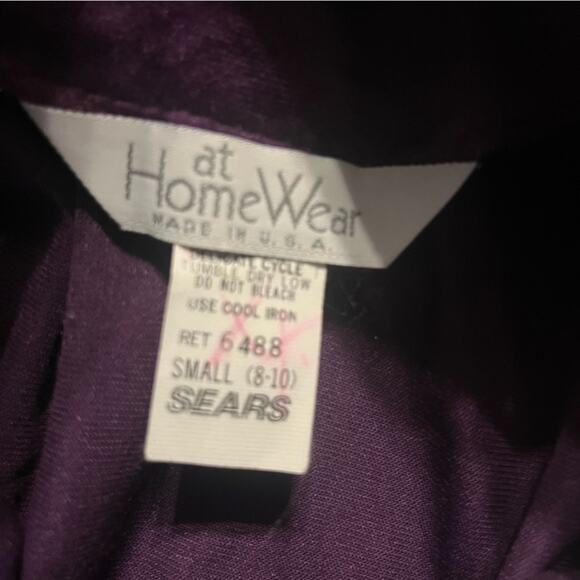 at
HomeWear
MADE IN U.S.A.
DELICATE CYCLE
TUMBLE DRY LOW
DO NOT BLEACH
USE COOL IRON
RET 6488
SMALL (8-10)
SEARS